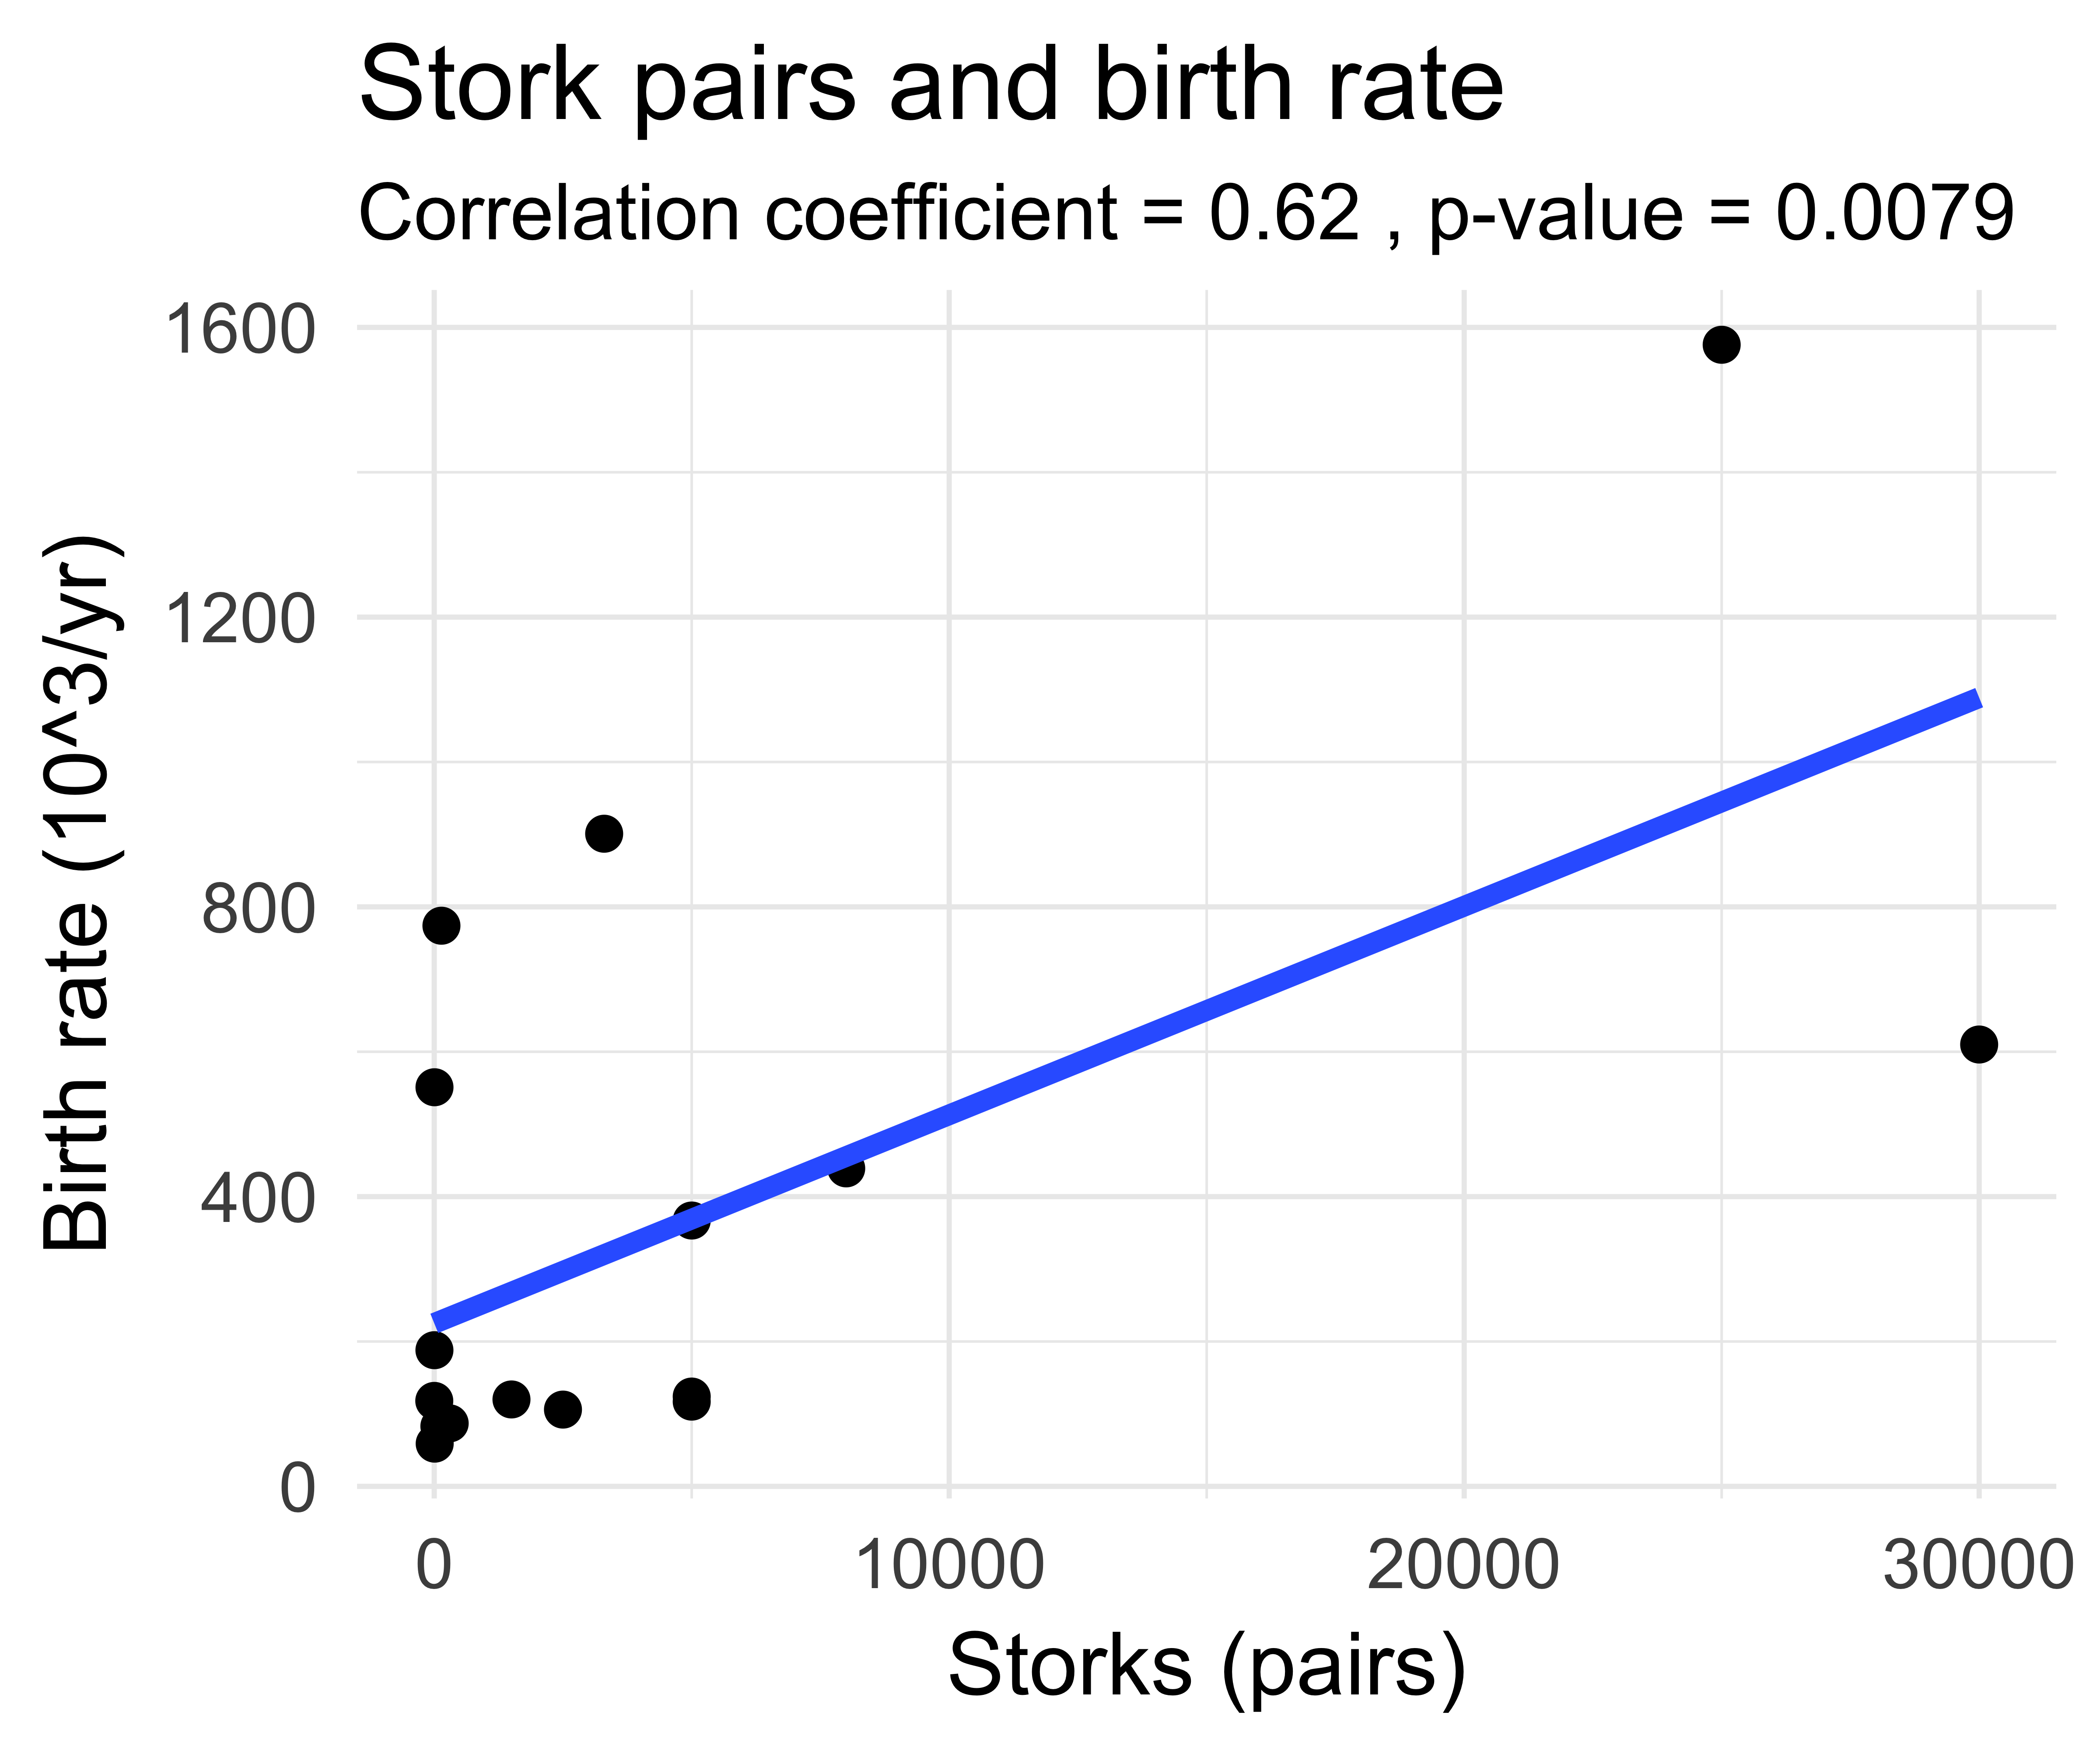 Stork pairs and birth rate
Correlation coefficient = 0.62 , p-value = 0.0079
Birth rate (10^3/yr)
1600
1200
800
400
0
0 10000 20000 30000
Storks (pairs)